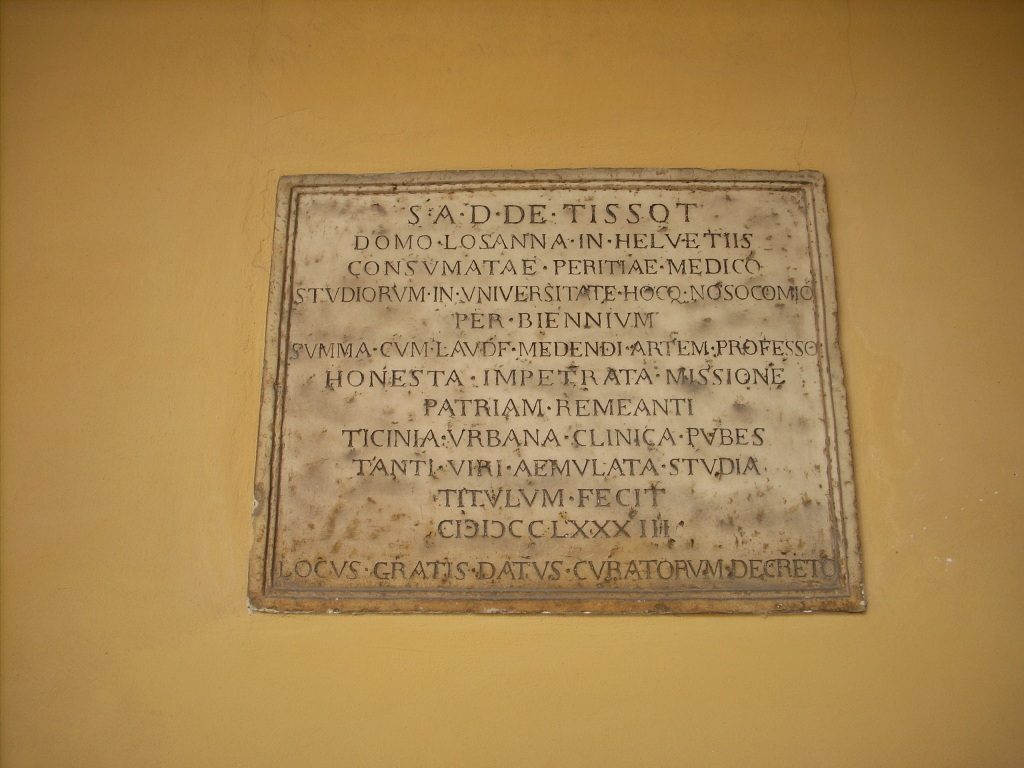 S·A·D·DE·TISSOT
DOMO·LOSANNA·IN·HELVETIIS
CONSVMATAE·PERITIAE·MEDICO
STVDIORVM·IN·VNIVERSITATE·HOCQ·NOSOCOMIO
PER·BIENNIVM
SVMMA·CVM·LAVDE·MEDENDI·ARTEM·PROFESSO
HONESTA·IMPETRATA·MISSIONE
PATRIAM·REMEANTI
TICINIA·VRBANA·CLINICA·PVBES
TANTI·VIRI·AEMVLATA·STVDIA
TITVLVM·FECIT
CIƆIƆCCLXXXIII
LOCVS·GRATIS·DATVS·CVRATORVM·DECRETO